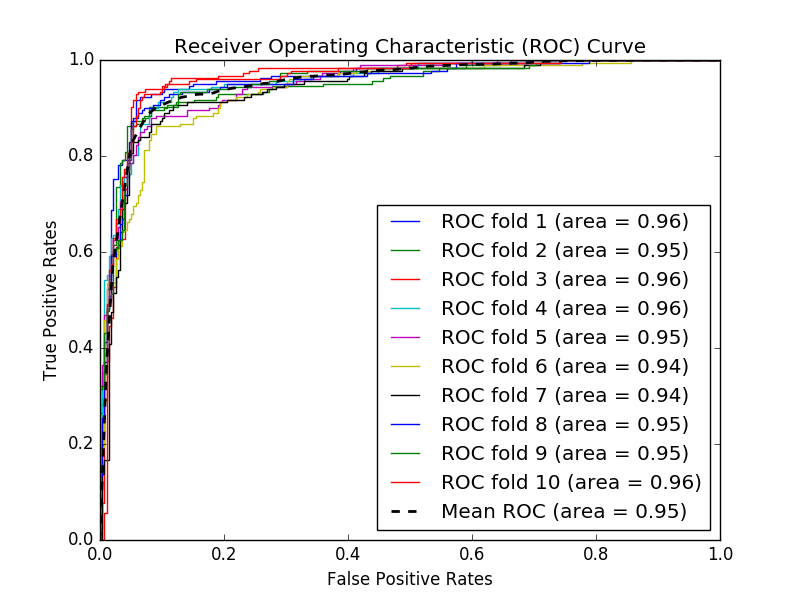 Receiver Operating Characteristic (ROC) Curve
1.0
0.8
0.6
0.4
0.2
0.0
True Positive Rates
ROC fold 1 (area = 0.96)
ROC fold 2 (area = 0.95)
ROC fold 3 (area = 0.96)
ROC fold 4 (area = 0.96)
ROC fold 5 (area = 0.95)
ROC fold 6 (area = 0.94)
ROC fold 7 (area = 0.94)
ROC fold 8 (area = 0.95)
ROC fold 9 (area = 0.95)
ROC fold 10 (area = 0.96)
Mean ROC (area = 0.95)
0.0 0.2 0.4 0.6 0.8 1.0
False Positive Rates